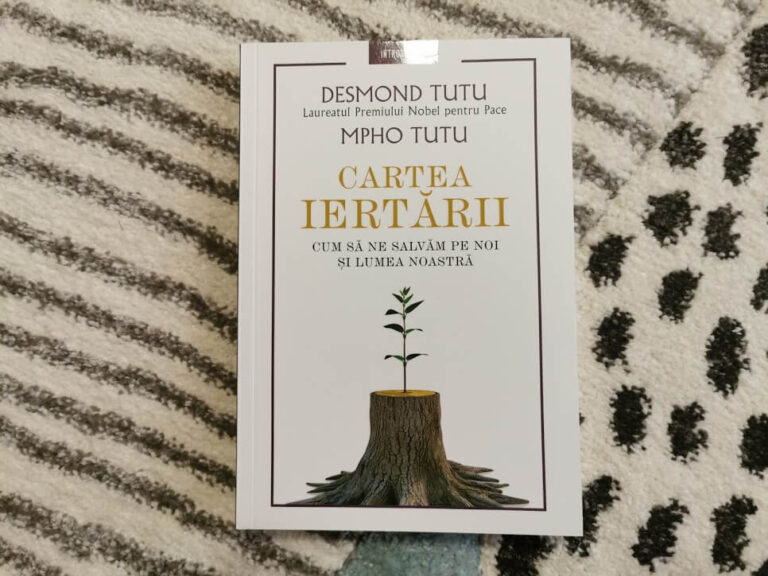 DESMOND TUTU
Laureatul Premiului Nobel pentru Pace
MPHO TUTU
CARTEA
IERTĂRII
CUM SĂ NE SALVĂM PE NOI
ȘI LUMEA NOASTRĂ